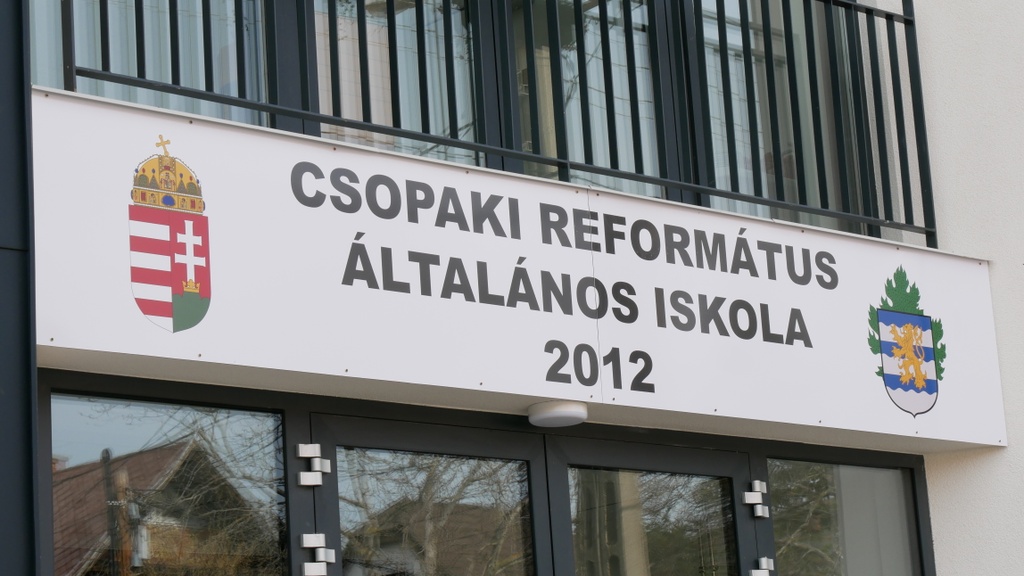 CSOPAKI REFORMÁTUS
ÁLTALÁNOS ISKOLA
2012